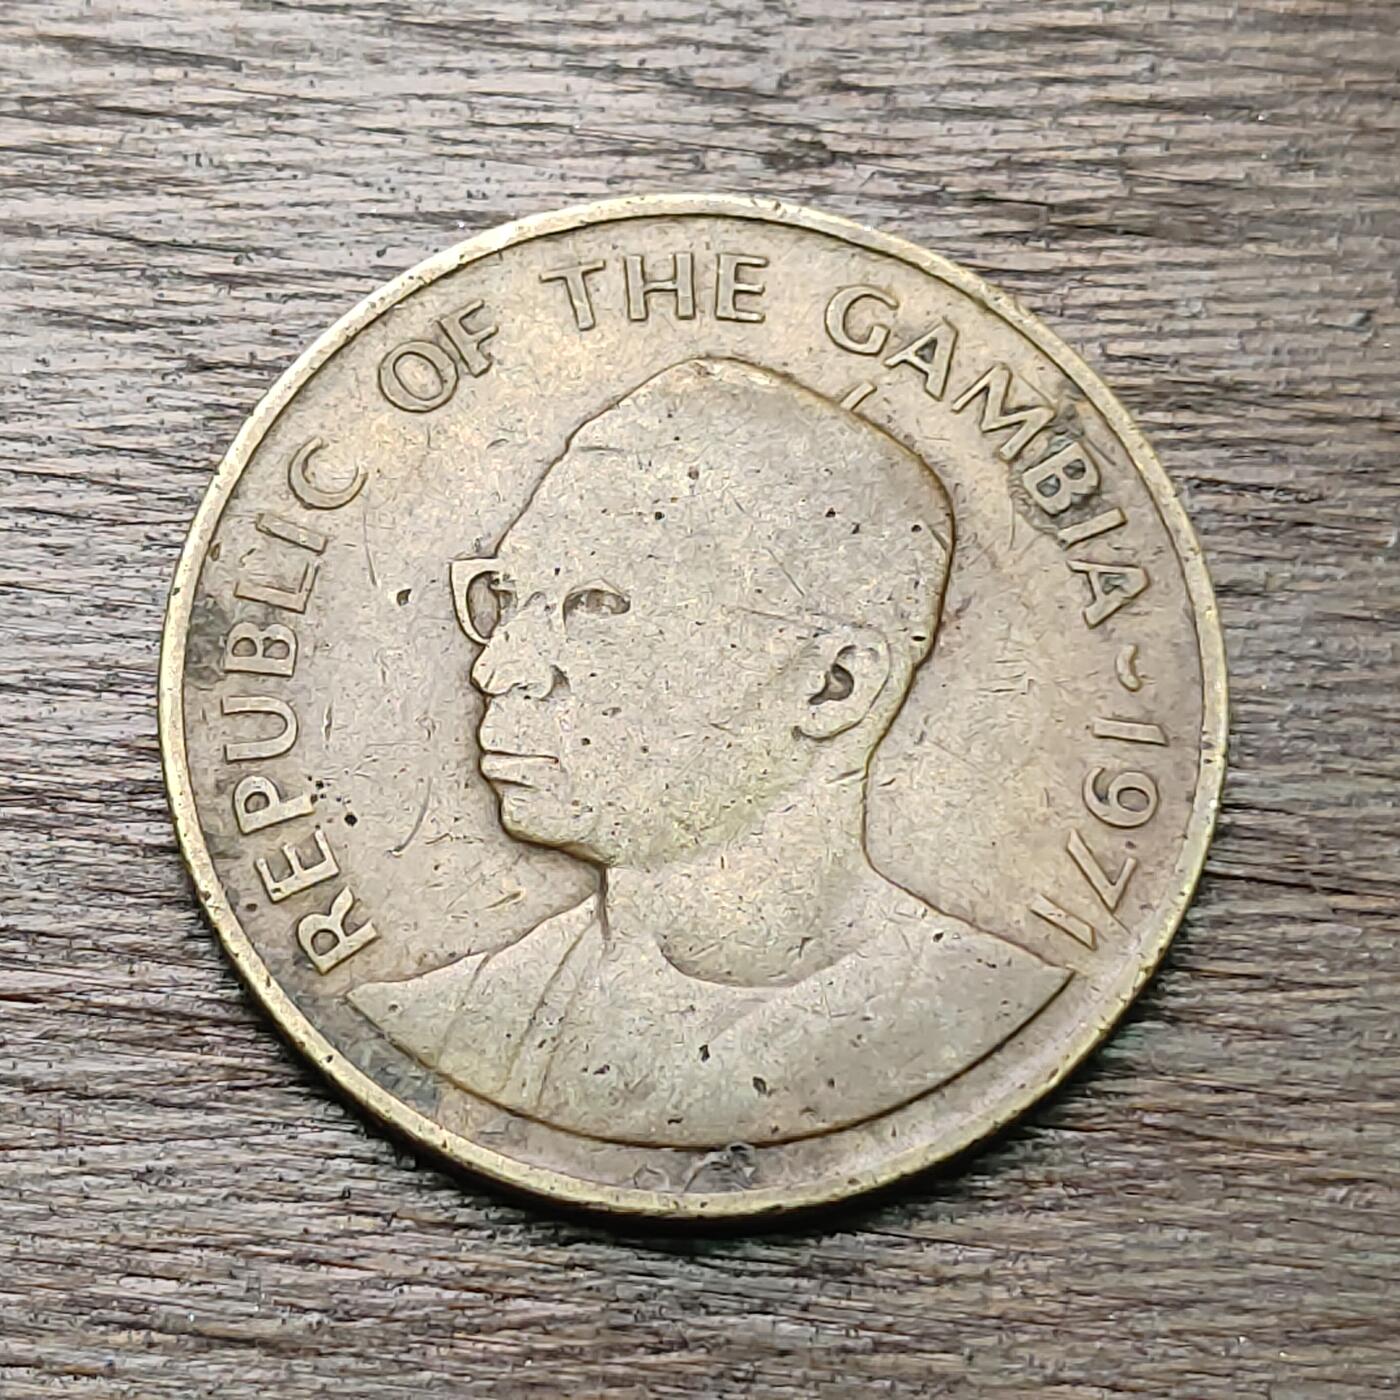 REPUBLIC OF THE GAMBIA ~ 1971